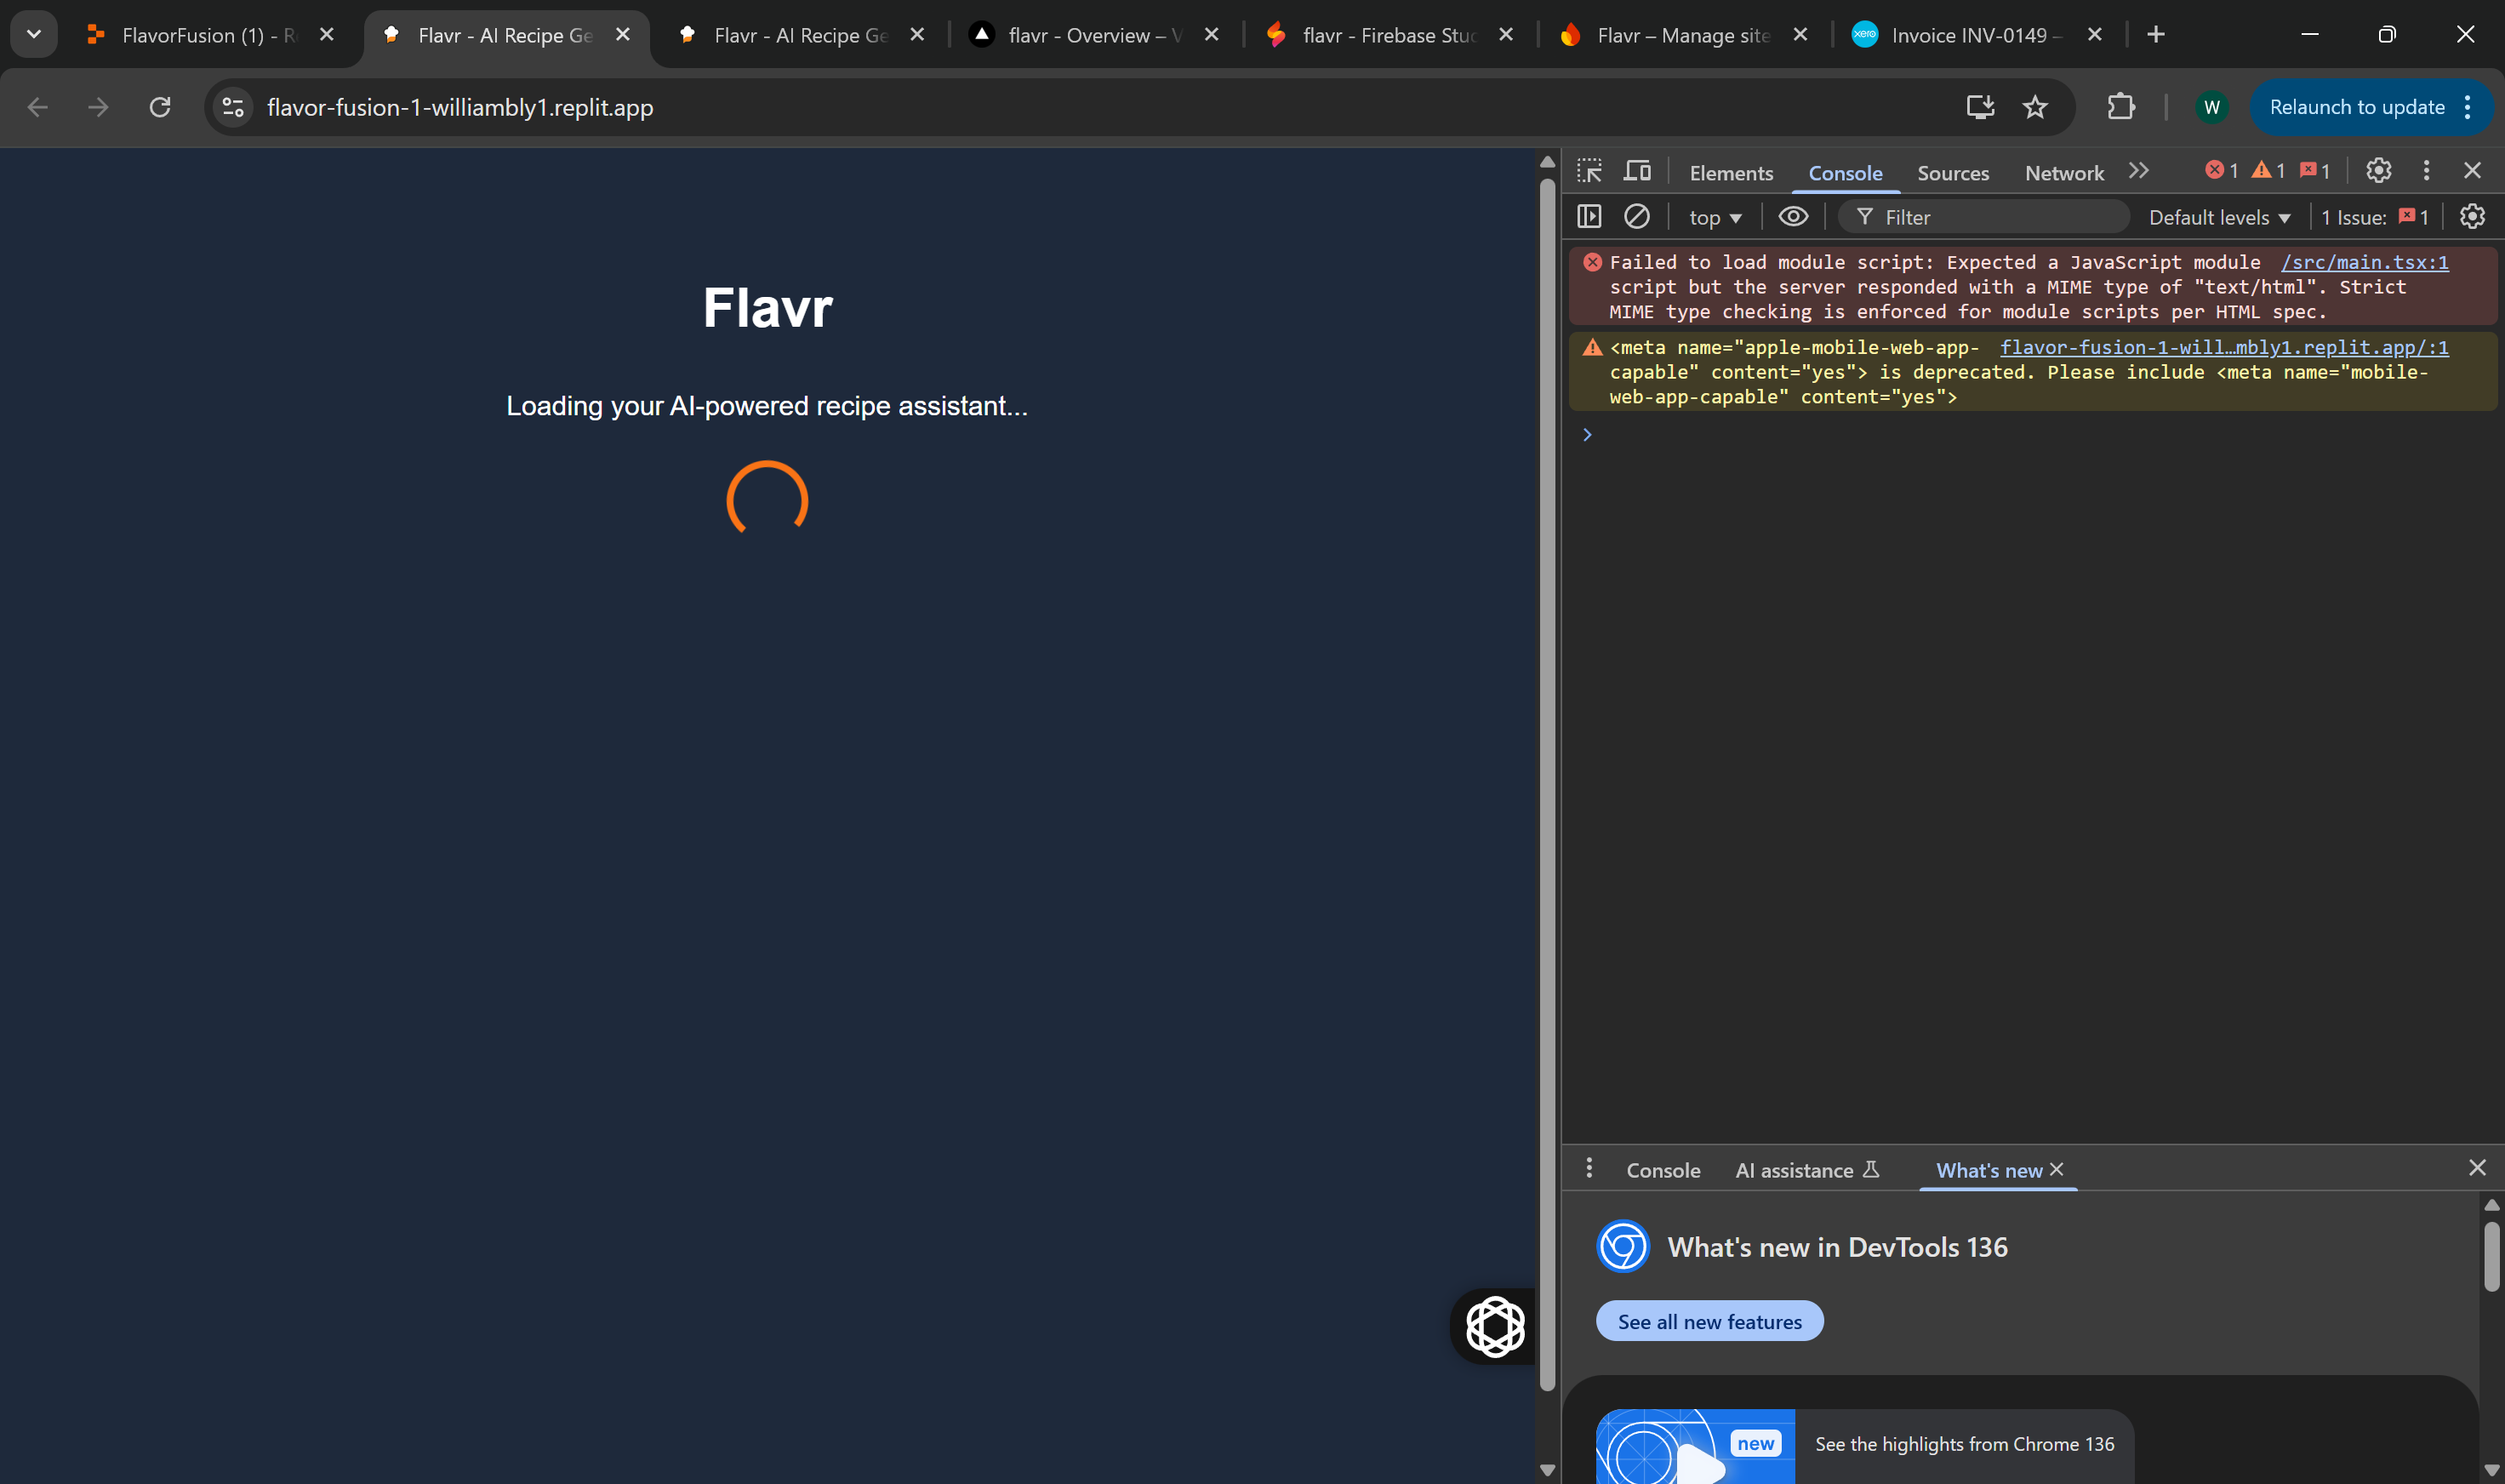 FlavorFusion (1) - R
Flavr - AI Recipe Ge
Flavr - AI Recipe Ge
flavr - Overview – V
flavr - Firebase Stud
Flavr – Manage site
xero
Invoice INV-0149 –
flavor-fusion-1-williambly1.replit.app
W
Relaunch to update
Elements
Console
Sources
Network
1
1
1
top
Filter
Default levels
1 Issue:
1
Failed to load module script: Expected a JavaScript module /src/main.tsx:1
script but the server responded with a MIME type of "text/html". Strict
MIME type checking is enforced for module scripts per HTML spec.
<meta name="apple-mobile-web-app- flavor-fusion-1-will…mbly1.replit.app/:1
capable" content="yes"> is deprecated. Please include <meta name="mobile-
web-app-capable" content="yes">
Flavr
Loading your AI-powered recipe assistant...
Console
AI assistance
What's new
What's new in DevTools 136
See all new features
new
See the highlights from Chrome 136